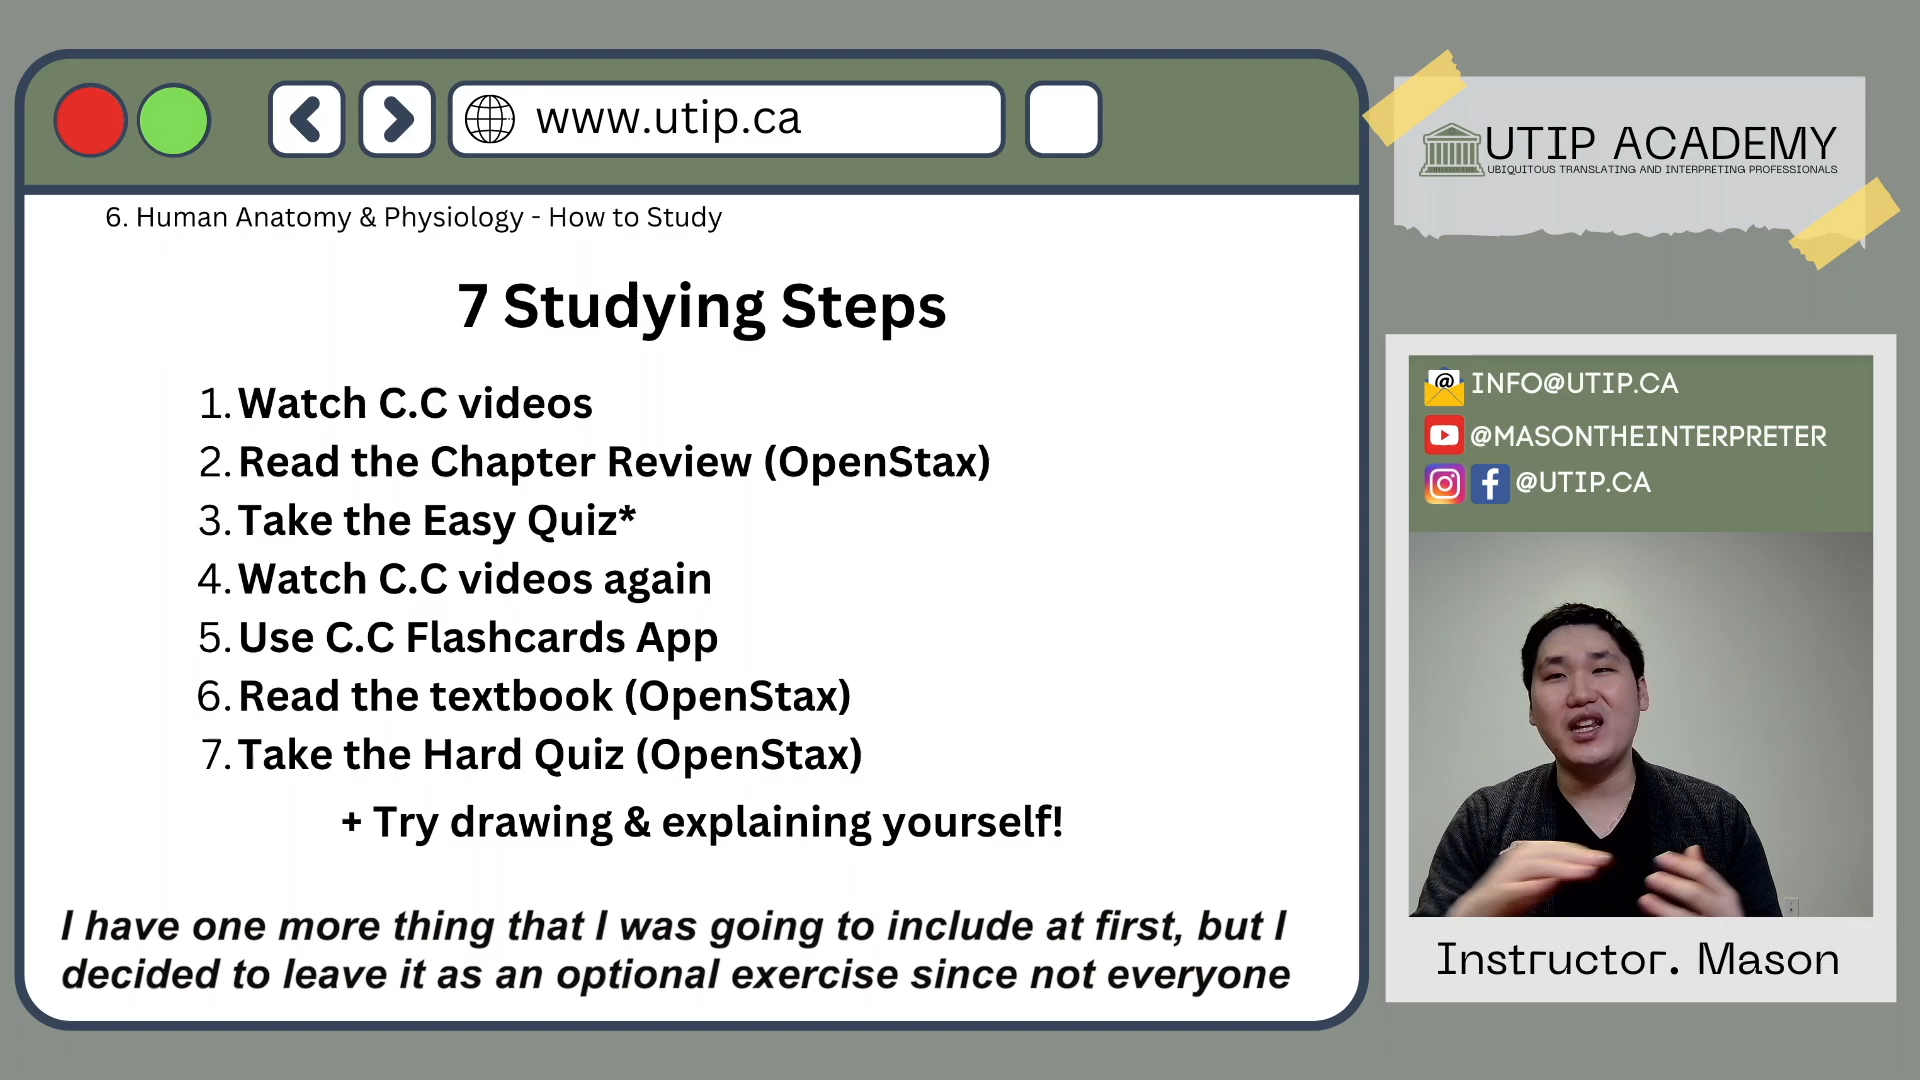 www.utip.ca
6. Human Anatomy & Physiology - How to Study
7 Studying Steps
1. Watch C.C videos
2. Read the Chapter Review (OpenStax)
3. Take the Easy Quiz*
4. Watch C.C videos again
5. Use C.C Flashcards App
6. Read the textbook (OpenStax)
7. Take the Hard Quiz (OpenStax)
+ Try drawing & explaining yourself!
I have one more thing that I was going to include at first, but I
decided to leave it as an optional exercise since not everyone
UTIP ACADEMY
UBIQUITOUS TRANSLATING AND INTERPRETING PROFESSIONALS
INFO@UTIP.CA
@MASONTHEINTERPRETER
@UTIP.CA
Instructor. Mason